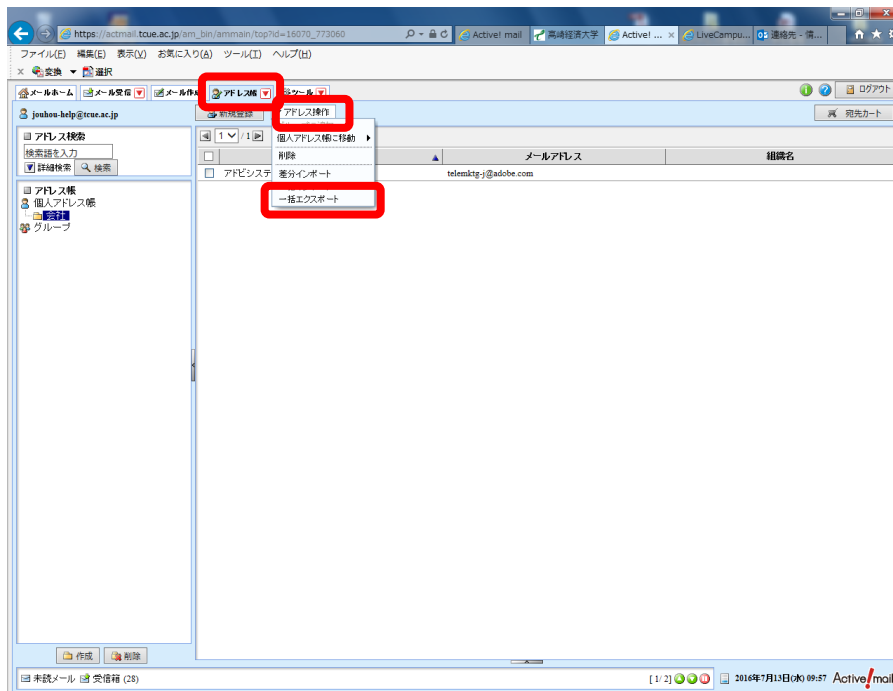 https://actmail.tcue.ac.jp/am_bin/ammain/top?id=16070_773060
Active! mail
高崎経済大学
Active! ...
LiveCampu...
連絡先 - 情...
ファイル(F) 編集(E) 表示(V) お気に入り(A) ツール(T) ヘルプ(H)
変換 選択
メールホーム メール受信 メール作 アドレス帳 ツール ログアウト
jouhou-help@tcue.ac.jp 新規登録 アドレス操作 宛先カート
アドレス検索
検索語を入力
詳細検索 検索
アドレス帳
個人アドレス帳
会社
グループ
1 / 1
個人アドレス帳に移動
削除
差分インポート
一括エクスポート
メールアドレス 組織名
アドビシステ telemktg-j@adobe.com
作成 削除
未読メール 受信箱 (28) [ 1/ 2] 2016年7月13日(水) 09:57 Active! mail